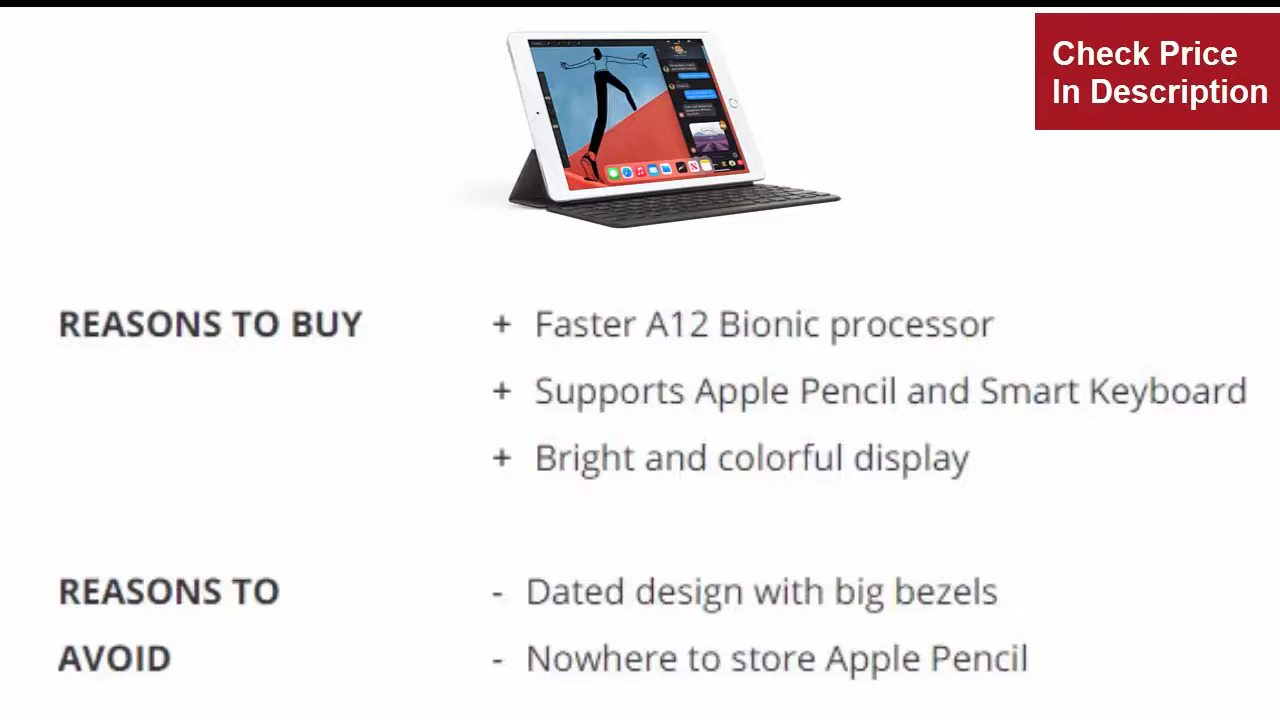 Check Price
In Description
REASONS TO BUY
+ Faster A12 Bionic processor
+ Supports Apple Pencil and Smart Keyboard
+ Bright and colorful display
REASONS TO
AVOID
- Dated design with big bezels
- Nowhere to store Apple Pencil